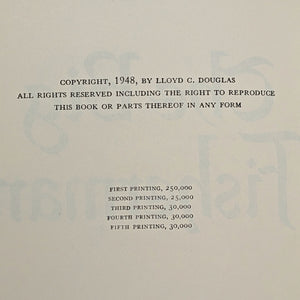 COPYRIGHT, 1948, BY LLOYD C. DOUGLAS
ALL RIGHTS RESERVED INCLUDING THE RIGHT TO REPRODUCE
THIS BOOK OR PARTS THEREOF IN ANY FORM
FIRST PRINTING, 250,000
SECOND PRINTING, 25,000
THIRD PRINTING, 30,000
FOURTH PRINTING, 30,000
FIFTH PRINTING, 30,000